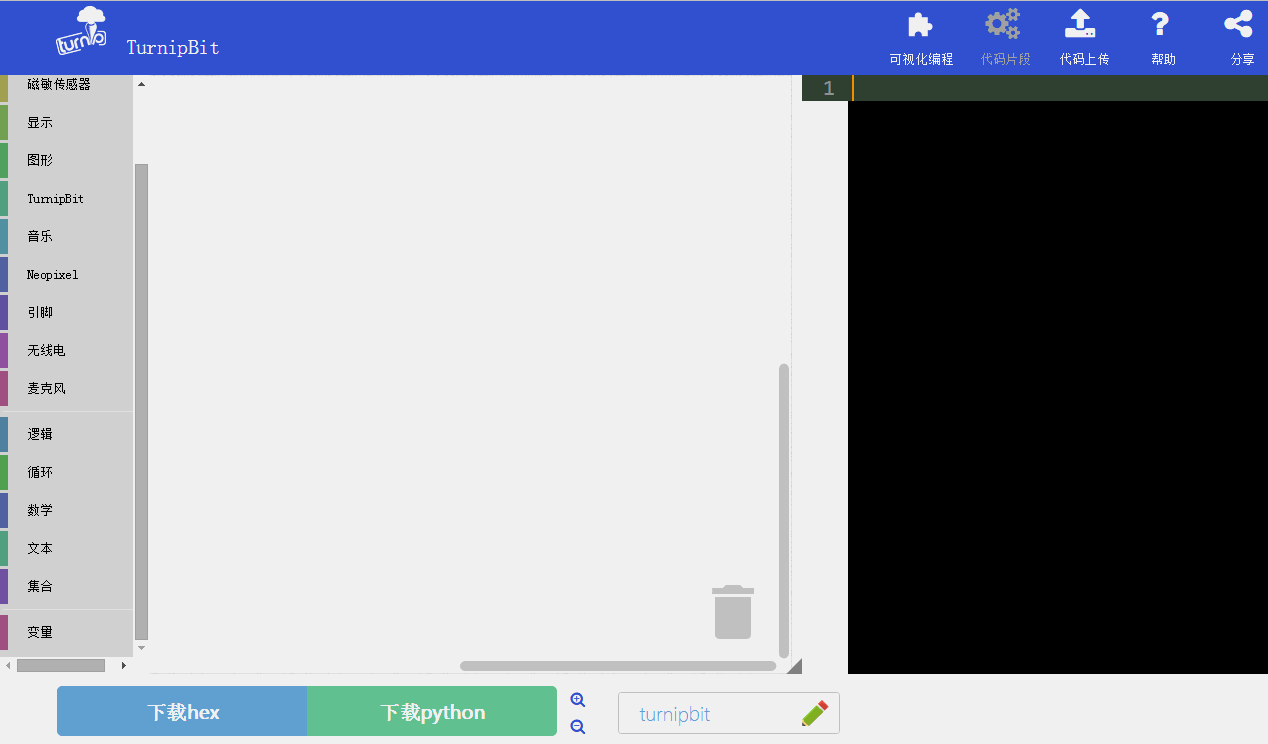 turnip
TurnipBit
可视化编程
代码片段
代码上传
帮助
分享
磁敏传感器
显示
图形
TurnipBit
音乐
Neopixel
引脚
无线电
麦克风
逻辑
循环
数学
文本
集合
变量
1
下载hex
下载python
turnipbit